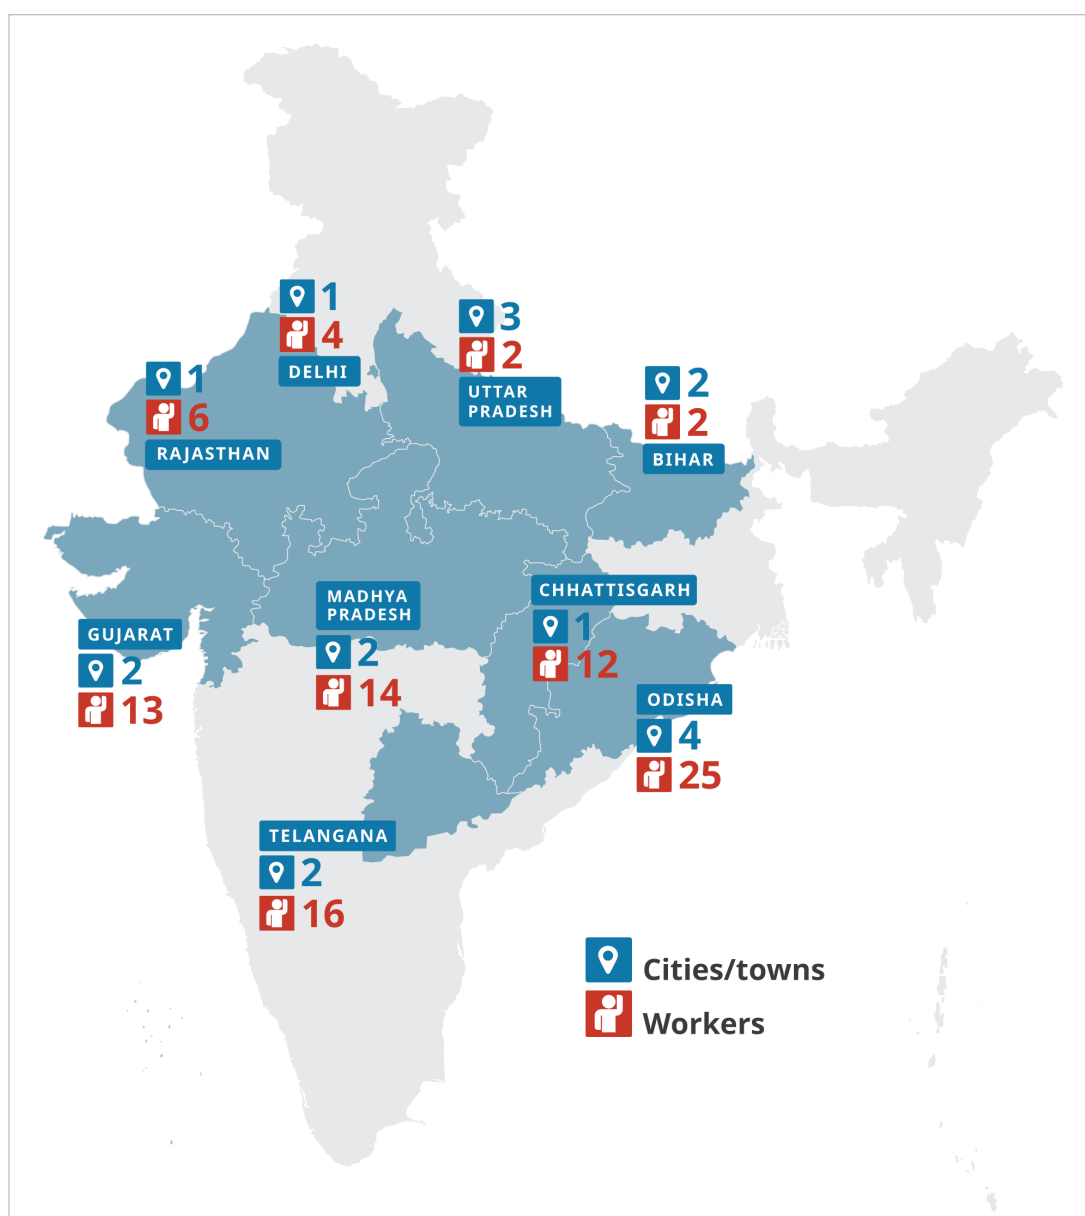 1
4
DELHI
3
2
UTTAR
PRADESH
1
6
RAJASTHAN
2
2
BIHAR
MADHYA
PRADESH
2
14
CHHATTISGARH
1
12
GUJARAT
2
13
ODISHA
4
25
TELANGANA
2
16
Cities/towns
Workers